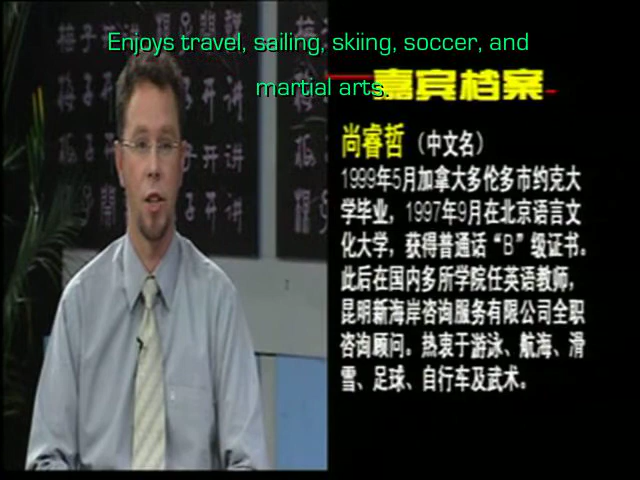 Enjoys travel, sailing, skiing, soccer, and
martial arts.
嘉宾档案
尚睿哲（中文名）
1999年5月加拿大多伦多市约克大
学毕业，1997年9月在北京语言文
化大学，获得普通话“B”级证书。
此后在国内多所学院任英语教师，
昆明新海岸咨询服务有限公司全职
咨询顾问。热衷于游泳、航海、滑
雪、足球、自行车及武术。